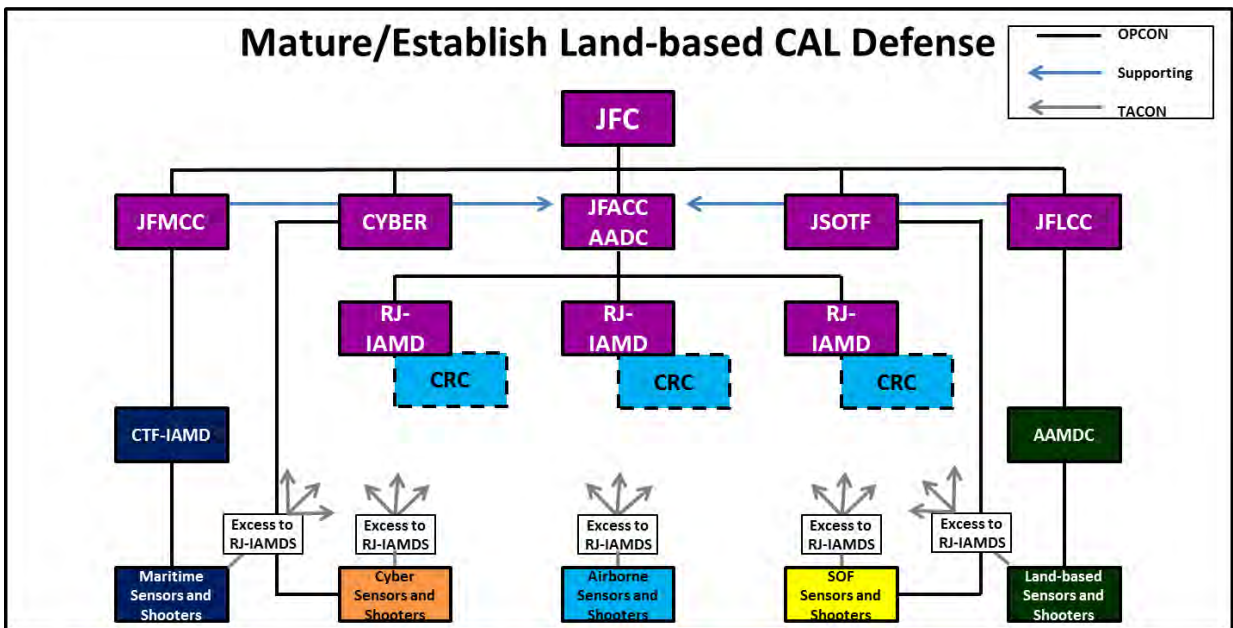 Mature/Establish Land-based CAL Defense
OPCON
Supporting
TACON
JFC
JFMCC
CYBER
JFACC
AADC
JSOTF
JFLCC
RJ-
IAMD
RJ-
IAMD
RJ-
IAMD
CRC
CRC
CRC
CTF-IAMD
AAMDC
Excess to
RJ-IAMDS
Excess to
RJ-IAMDS
Excess to
RJ-IAMDS
Excess to
RJ-IAMDS
Excess to
RJ-IAMDS
Maritime
Sensors and
Shooters
Cyber
Sensors and
Shooters
Airborne
Sensors and
Shooters
SOF
Sensors and
Shooters
Land-based
Sensors and
Shooters